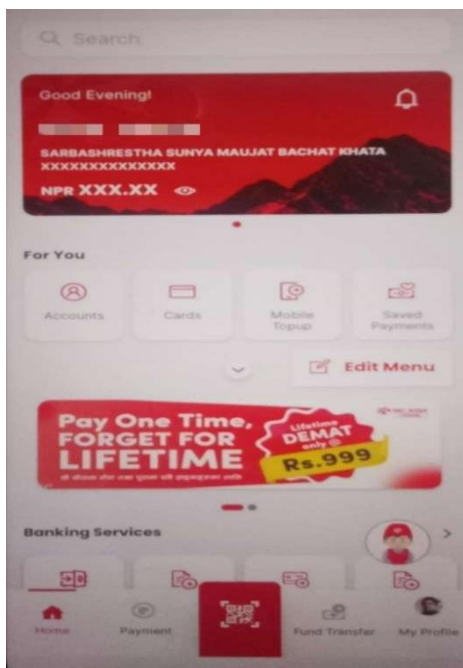 Search
Good Evening!
SARBASHRESTHA SUNYA MAUJAT BACHAT KHATA
XXXXXXXXXXXXXX
NPR XXX.XX
For You
Accounts
Cards
Mobile
Topup
Saved
Payments
Edit Menu
Pay One Time,
FORGET FOR
LIFETIME
Lifetime
DEMAT
only @
Rs.999
Banking Services
Home
Payment
Fund Transfer
My Profile